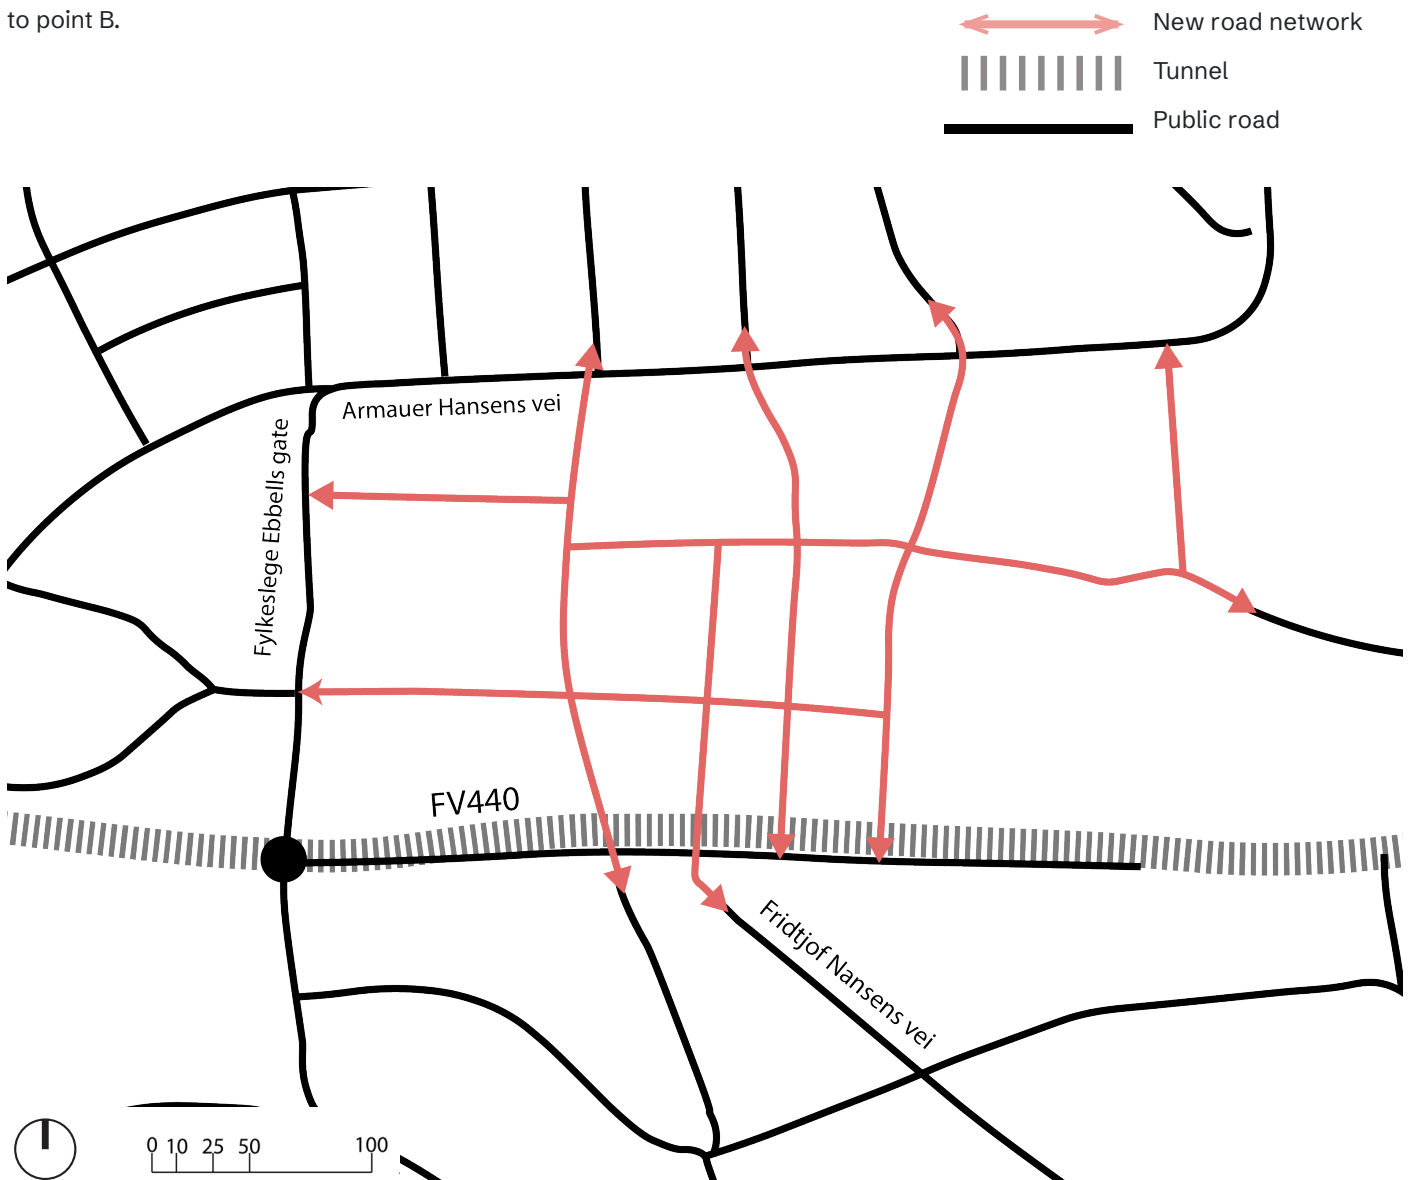 to point B.
New road network
Tunnel
Public road
Armauer Hansens vei
Fylkeslege Ebbells gate
FV440
Fridtjof Nansens vei
0 10 25 50 100